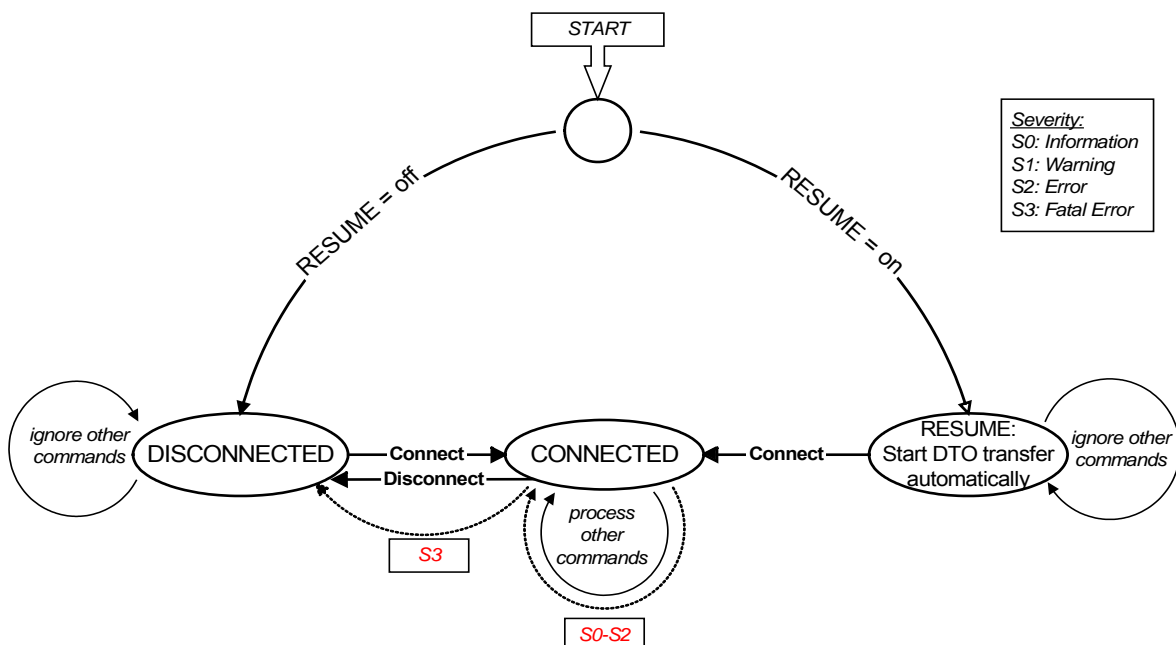 START
Severity:
S0: Information
S1: Warning
S2: Error
S3: Fatal Error
RESUME = off
RESUME = on
ignore other
commands
DISCONNECTED
Connect
Disconnect
CONNECTED
Connect
RESUME:
Start DTO transfer
automatically
ignore other
commands
process
other
commands
S3
S0-S2